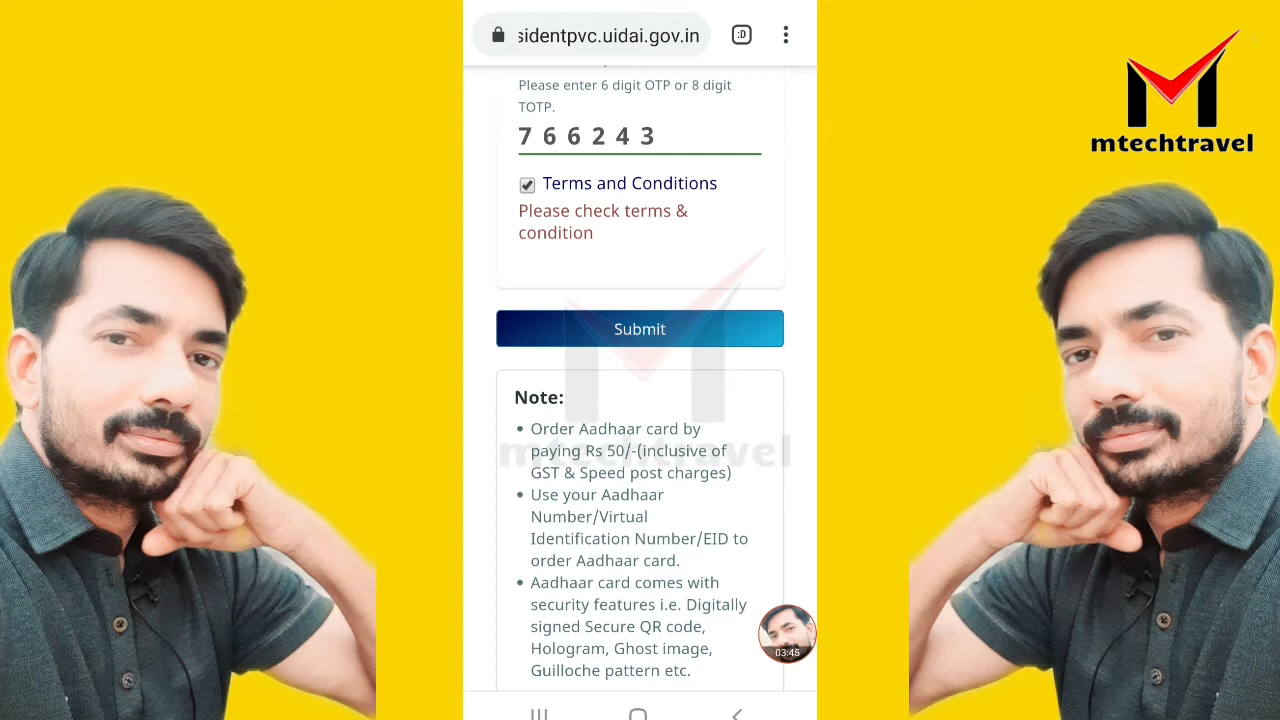 sidentpvc.uidai.gov.in
:D
Please enter 6 digit OTP or 8 digit
TOTP.
7 6 6 2 4 3
Terms and Conditions
Please check terms &
condition
Submit
Note:
• Order Aadhaar card by
paying Rs 50/-(inclusive of
GST & Speed post charges)
• Use your Aadhaar
Number/Virtual
Identification Number/EID to
order Aadhaar card.
• Aadhaar card comes with
security features i.e. Digitally
signed Secure QR code,
Hologram, Ghost image,
Guilloche pattern etc.
mtechtravel
mtechtravel
03:45